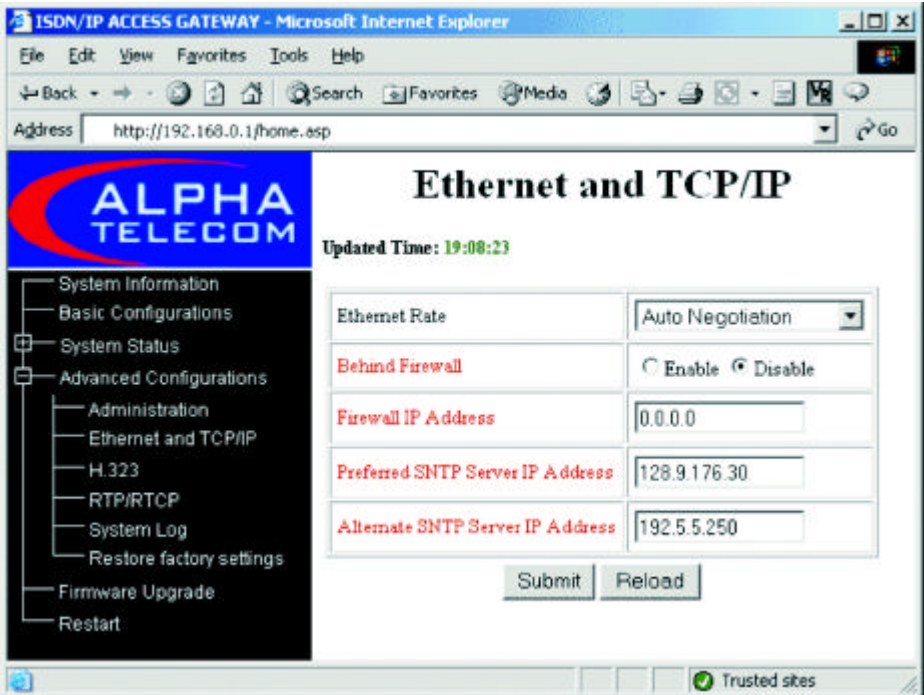 ISDN/IP ACCESS GATEWAY - Microsoft Internet Explorer
File Edit View Favorites Tools Help
Back Search Favorites Media
Address http://192.168.0.1/home.asp Go
ALPHA
TELECOM
Ethernet and TCP/IP
Updated Time: 19:08:23
System Information
Basic Configurations
System Status
Advanced Configurations
Administration
Ethernet and TCP/IP
H.323
RTP/RTCP
System Log
Restore factory settings
Firmware Upgrade
Restart
Ethernet Rate Auto Negotiation
Behind Firewall Enable Disable
Firewall IP Address 0.0.0.0
Preferred SNTP Server IP Address 128.9.176.30
Alternate SNTP Server IP Address 192.5.5.250
Submit Reload
Trusted sites